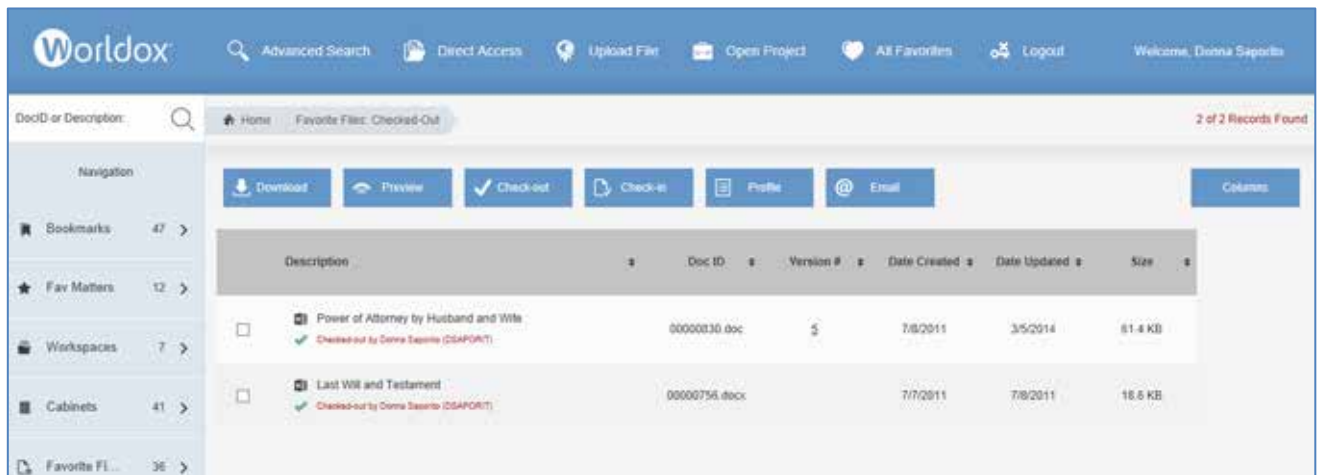 Worldox
Advanced Search Direct Access Upload File Open Project All Favorites Logout Welcome, Donna Saporito
DocID or Description: Home Favorite Files: Checked-Out 2 of 2 Records Found
Navigation
Download Preview Check-out Check-in Profile @ Email Columns
Bookmarks 47 >
Description Doc ID Version # Date Created Date Updated Size
Fav Matters 12 >
Power of Attorney by Husband and Wife 00000830.doc 5 7/8/2011 3/5/2014 61.4 KB
Checked-out by Donna Saporito (DSAPORIT)
Workspaces 7 >
Last Will and Testament 00000756.docx 7/7/2011 7/8/2011 18.6 KB
Checked-out by Donna Saporito (DSAPORIT)
Cabinets 41 >
Favorite Fi... 36 >